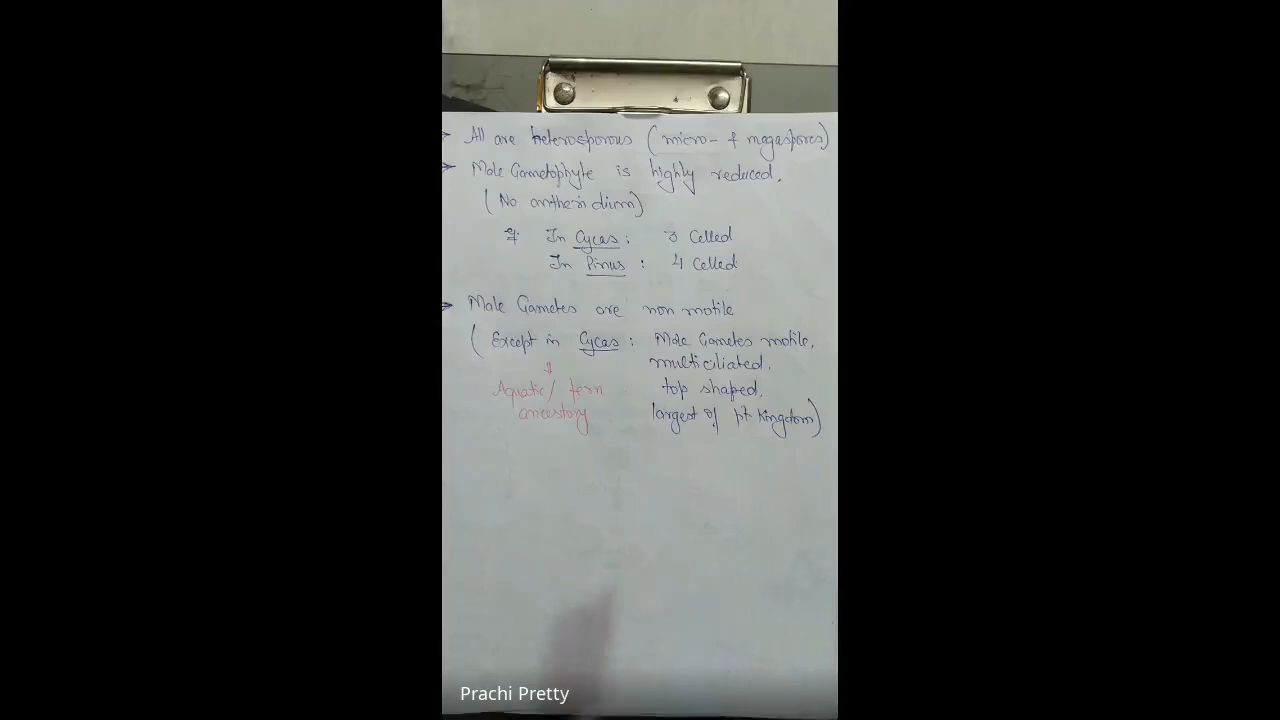 → All are heterosporous (micro- & megaspores)
→ Male Gametophyte is highly reduced.
(No antheridium)
eg. In Cycas : 3 Celled
In Pinus : 4 Celled
→ Male Gametes are non motile
(Except in Cycas : Male Gametes motile,
multiciliated,
top shaped,
largest of pt kingdom)
⇓
Aquatic/ fern
ancestory
Prachi Pretty